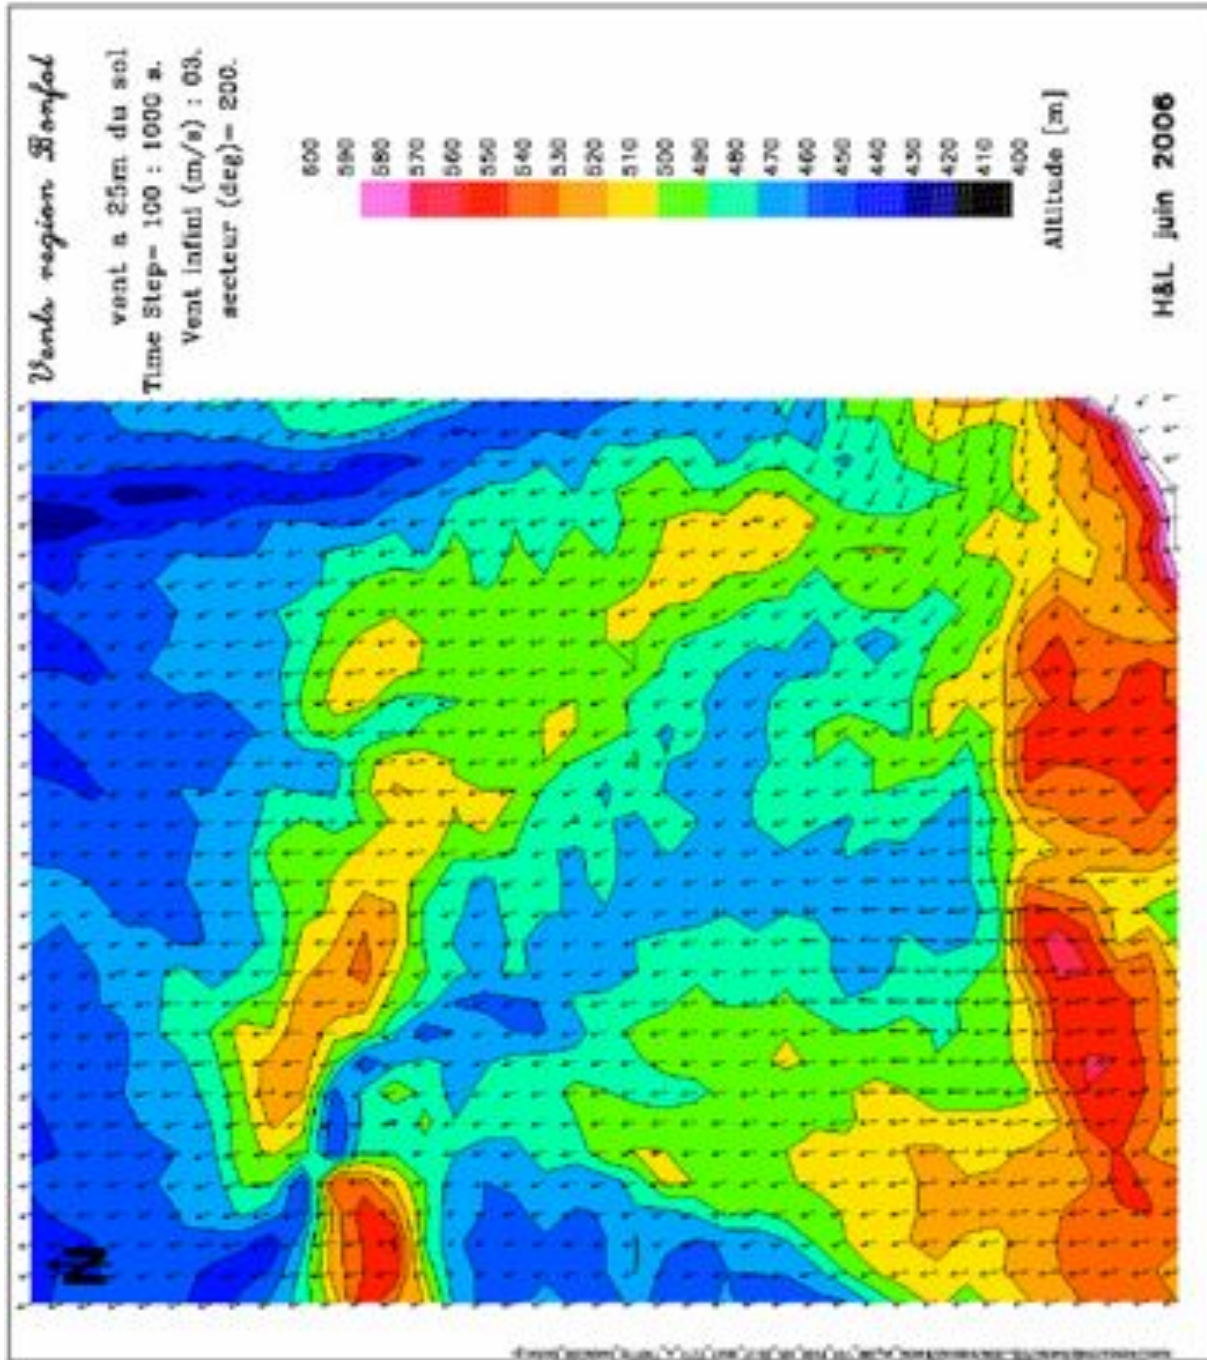 Vents region Bonfol
vent a 25m du sol
Time Step= 100 : 1000 s.
Vent infini (m/s) : 03.
secteur (deg)= 200.
600
590
580
570
560
550
540
530
520
510
500
490
480
470
460
450
440
430
420
410
400
Altitude [m]
H&L juin 2006
N